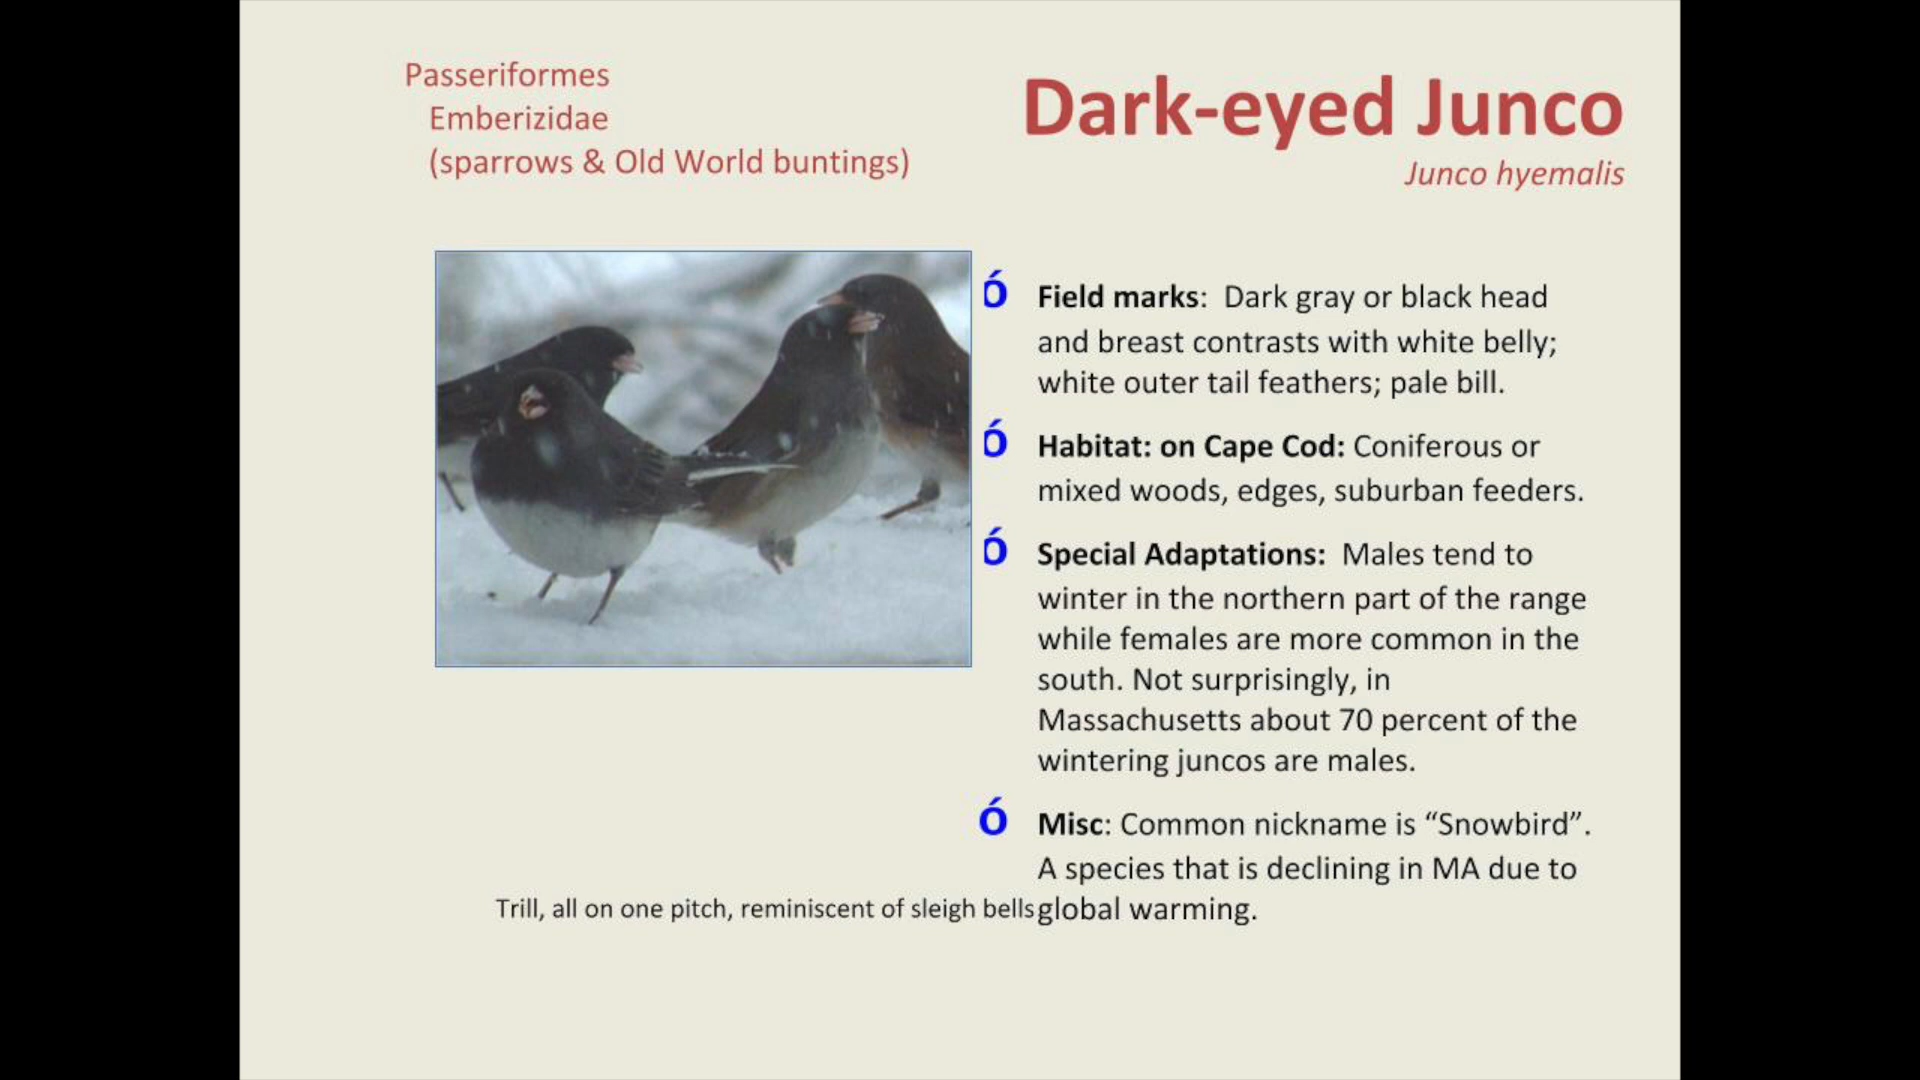 Passeriformes
Emberizidae
(sparrows & Old World buntings)
Dark-eyed Junco
Junco hyemalis
ó Field marks: Dark gray or black head
and breast contrasts with white belly;
white outer tail feathers; pale bill.
ó Habitat: on Cape Cod: Coniferous or
mixed woods, edges, suburban feeders.
ó Special Adaptations: Males tend to
winter in the northern part of the range
while females are more common in the
south. Not surprisingly, in
Massachusetts about 70 percent of the
wintering juncos are males.
ó Misc: Common nickname is “Snowbird”.
A species that is declining in MA due to
global warming.
Trill, all on one pitch, reminiscent of sleigh bells